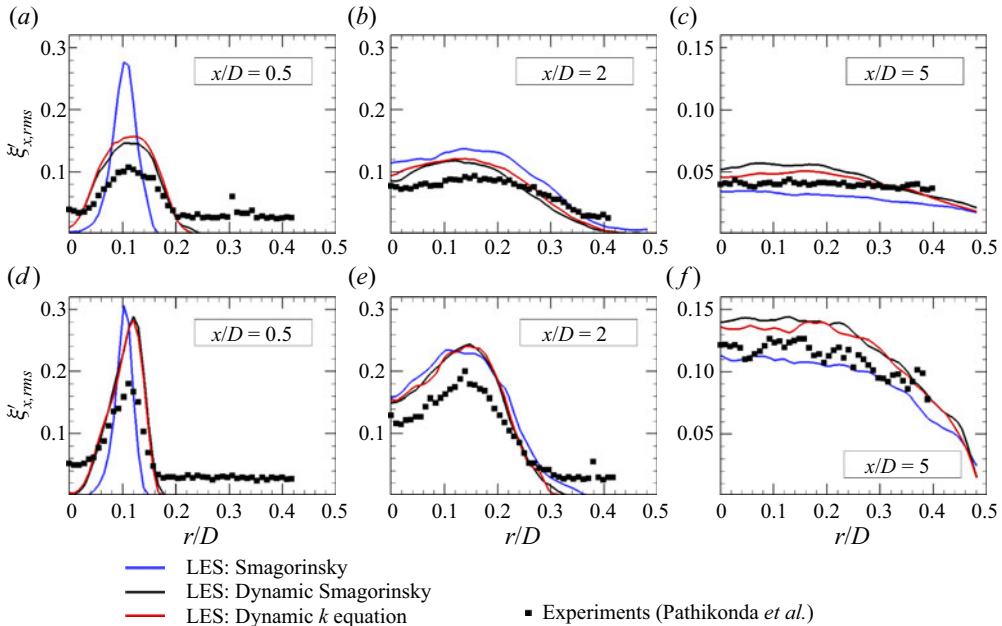 (a) (b) (c)
0.3 0.3 0.15
x/D = 0.5 x/D = 2 x/D = 5
0.2 0.2 0.10
ξ′x,rms
0.1 0.1 0.05
0 0.1 0.2 0.3 0.4 0.5 0 0.1 0.2 0.3 0.4 0.5 0 0.1 0.2 0.3 0.4 0.5
(d) (e) (f)
0.3 0.3 0.15
x/D = 0.5 x/D = 2
0.2 0.2 0.10
ξ′x,rms
0.1 0.1 0.05
x/D = 5
0 0.1 0.2 0.3 0.4 0.5 0 0.1 0.2 0.3 0.4 0.5 0 0.1 0.2 0.3 0.4 0.5
r/D r/D r/D
LES: Smagorinsky
LES: Dynamic Smagorinsky
LES: Dynamic k equation
Experiments (Pathikonda et al.)